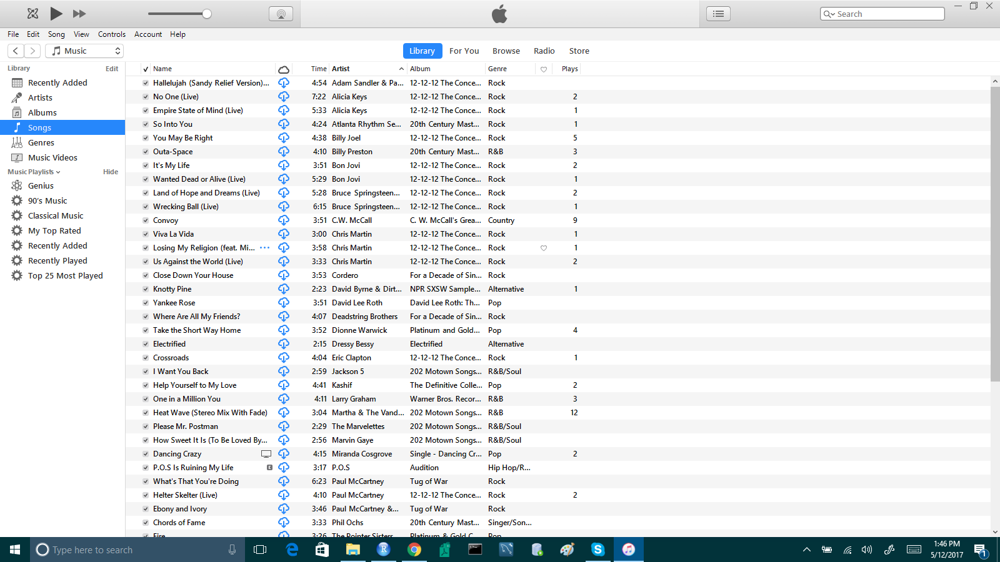 Search
File Edit Song View Controls Account Help
Music Library For You Browse Radio Store
Library Edit
Recently Added
Artists
Albums
Songs
Genres
Music Videos
Music Playlists Hide
Genius
90's Music
Classical Music
My Top Rated
Recently Added
Recently Played
Top 25 Most Played
Name Time Artist Album Genre Plays
Hallelujah (Sandy Relief Version)... 4:54 Adam Sandler & Pa... 12-12-12 The Conce... Rock
No One (Live) 7:22 Alicia Keys 12-12-12 The Conce... Rock 2
Empire State of Mind (Live) 5:33 Alicia Keys 12-12-12 The Conce... Rock 1
So Into You 4:24 Atlanta Rhythm Se... 20th Century Mast... Rock 1
You May Be Right 4:38 Billy Joel 12-12-12 The Conce... Rock 5
Outa-Space 4:10 Billy Preston 20th Century Mast... R&B 3
It's My Life 3:51 Bon Jovi 12-12-12 The Conce... Rock 2
Wanted Dead or Alive (Live) 5:29 Bon Jovi 12-12-12 The Conce... Rock 1
Land of Hope and Dreams (Live) 5:28 Bruce Springsteen... 12-12-12 The Conce... Rock 2
Wrecking Ball (Live) 6:15 Bruce Springsteen... 12-12-12 The Conce... Rock 1
Convoy 3:51 C.W. McCall C. W. McCall's Grea... Country 9
Viva La Vida 3:00 Chris Martin 12-12-12 The Conce... Rock 1
Losing My Religion (feat. Mi... 3:58 Chris Martin 12-12-12 The Conce... Rock 1
Us Against the World (Live) 3:33 Chris Martin 12-12-12 The Conce... Rock 2
Close Down Your House 3:53 Cordero For a Decade of Sin... Rock
Knotty Pine 2:23 David Byrne & Dirt... NPR SXSW Sample... Alternative 1
Yankee Rose 3:51 David Lee Roth David Lee Roth: Th... Pop
Where Are All My Friends? 4:07 Deadstring Brothers For a Decade of Sin... Rock
Take the Short Way Home 3:52 Dionne Warwick Platinum and Gold... Pop 4
Electrified 2:15 Dressy Bessy Electrified Alternative
Crossroads 4:04 Eric Clapton 12-12-12 The Conce... Rock 1
I Want You Back 2:59 Jackson 5 202 Motown Songs... R&B/Soul
Help Yourself to My Love 4:41 Kashif The Definitive Colle... Pop 2
One in a Million You 4:11 Larry Graham Warner Bros. Recor... R&B 3
Heat Wave (Stereo Mix With Fade) 3:04 Martha & The Vand... 202 Motown Songs... R&B 12
Please Mr. Postman 2:29 The Marvelettes 202 Motown Songs... R&B/Soul
How Sweet It Is (To Be Loved By... 2:56 Marvin Gaye 202 Motown Songs... R&B/Soul
Dancing Crazy 4:15 Miranda Cosgrove Single - Dancing Cr... Pop 2
P.O.S Is Ruining My Life E 3:17 P.O.S Audition Hip Hop/R...
What's That You're Doing 6:23 Paul McCartney Tug of War Rock
Helter Skelter (Live) 4:10 Paul McCartney 12-12-12 The Conce... Rock 2
Ebony and Ivory 3:46 Paul McCartney &... Tug of War Rock
Chords of Fame 3:33 Phil Ochs 20th Century Mast... Singer/Son...
Fire 3:26 The Pointer Sisters Platinum & Gold C... Pop
Type here to search
1:46 PM
5/12/2017
1